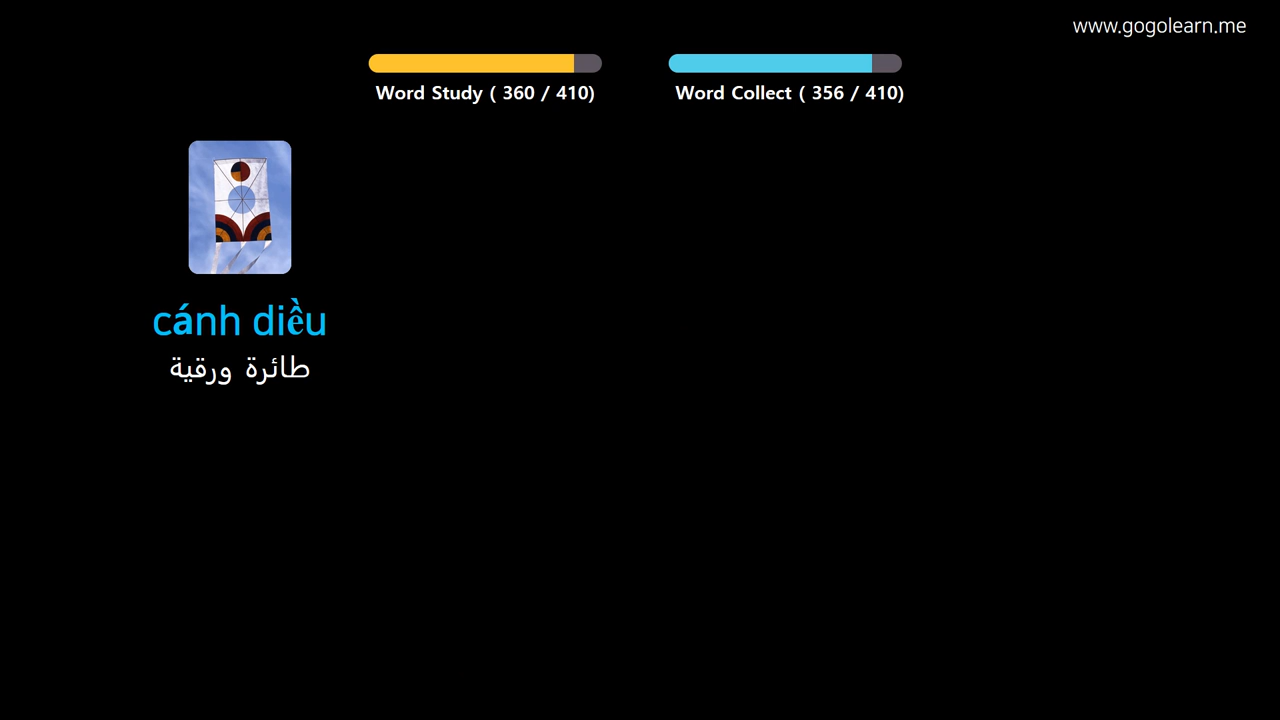 www.gogolearn.me
Word Study ( 360 / 410)
Word Collect ( 356 / 410)
cánh diều
طائرة ورقية